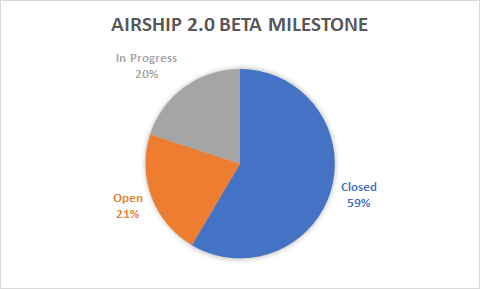 AIRSHIP 2.0 BETA MILESTONE
In Progress
20%
Closed
59%
Open
21%